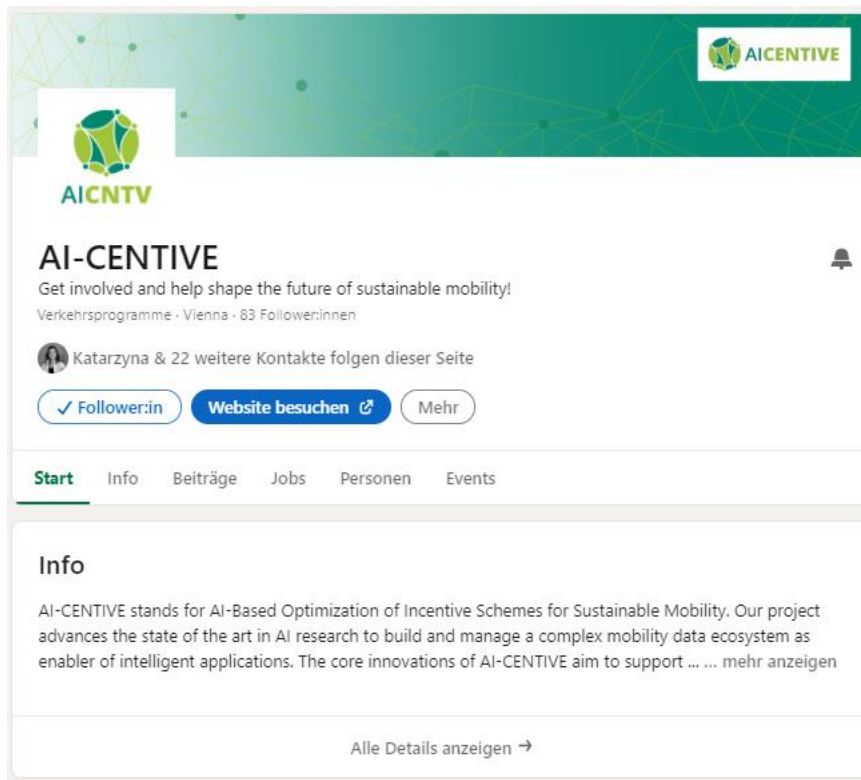 AICENTIVE
AICNTV
AI-CENTIVE
Get involved and help shape the future of sustainable mobility!
Verkehrsprogramme · Vienna · 83 Follower:innen
Katarzyna & 22 weitere Kontakte folgen dieser Seite
Follower:in Website besuchen Mehr
Start Info Beiträge Jobs Personen Events
Info
AI-CENTIVE stands for AI-Based Optimization of Incentive Schemes for Sustainable Mobility. Our project
advances the state of the art in AI research to build and manage a complex mobility data ecosystem as
enabler of intelligent applications. The core innovations of AI-CENTIVE aim to support ... ... mehr anzeigen
Alle Details anzeigen →